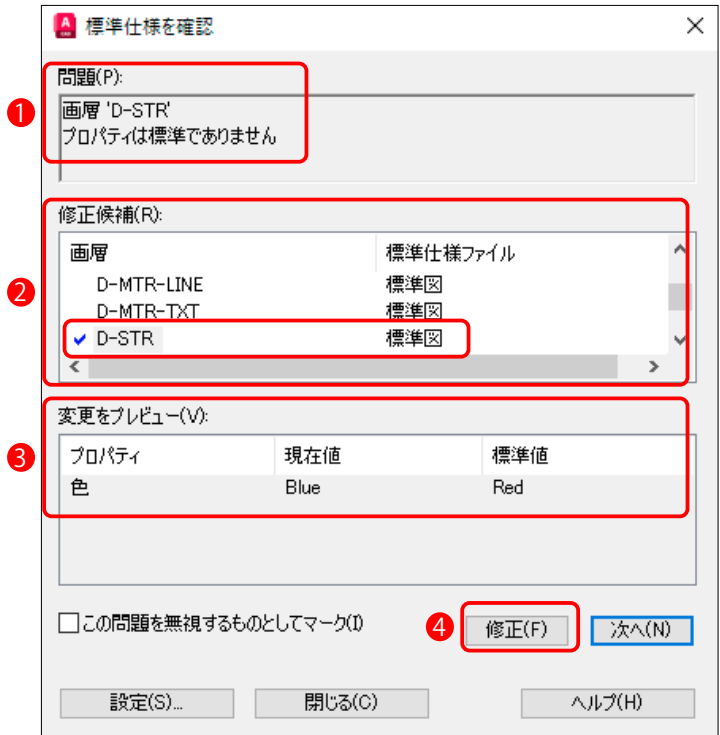 A CAD 標準仕様を確認
問題(P):
1
画層 'D-STR'
プロパティは標準でありません
修正候補(R):
画層 標準仕様ファイル
2
D-MTR-LINE 標準図
D-MTR-TXT 標準図
D-STR 標準図
変更をプレビュー(V):
3
プロパティ 現在値 標準値
色 Blue Red
この問題を無視するものとしてマーク(I)
4 修正(F) 次へ(N)
設定(S)... 閉じる(C) ヘルプ(H)